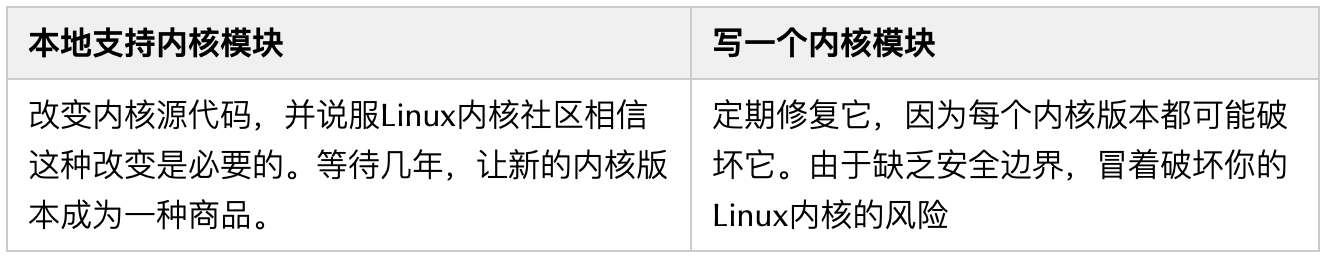 本地支持内核模块
写一个内核模块
改变内核源代码，并说服Linux内核社区相信
这种改变是必要的。等待几年，让新的内核版
本成为一种商品。
定期修复它，因为每个内核版本都可能破
坏它。由于缺乏安全边界，冒着破坏你的
Linux内核的风险